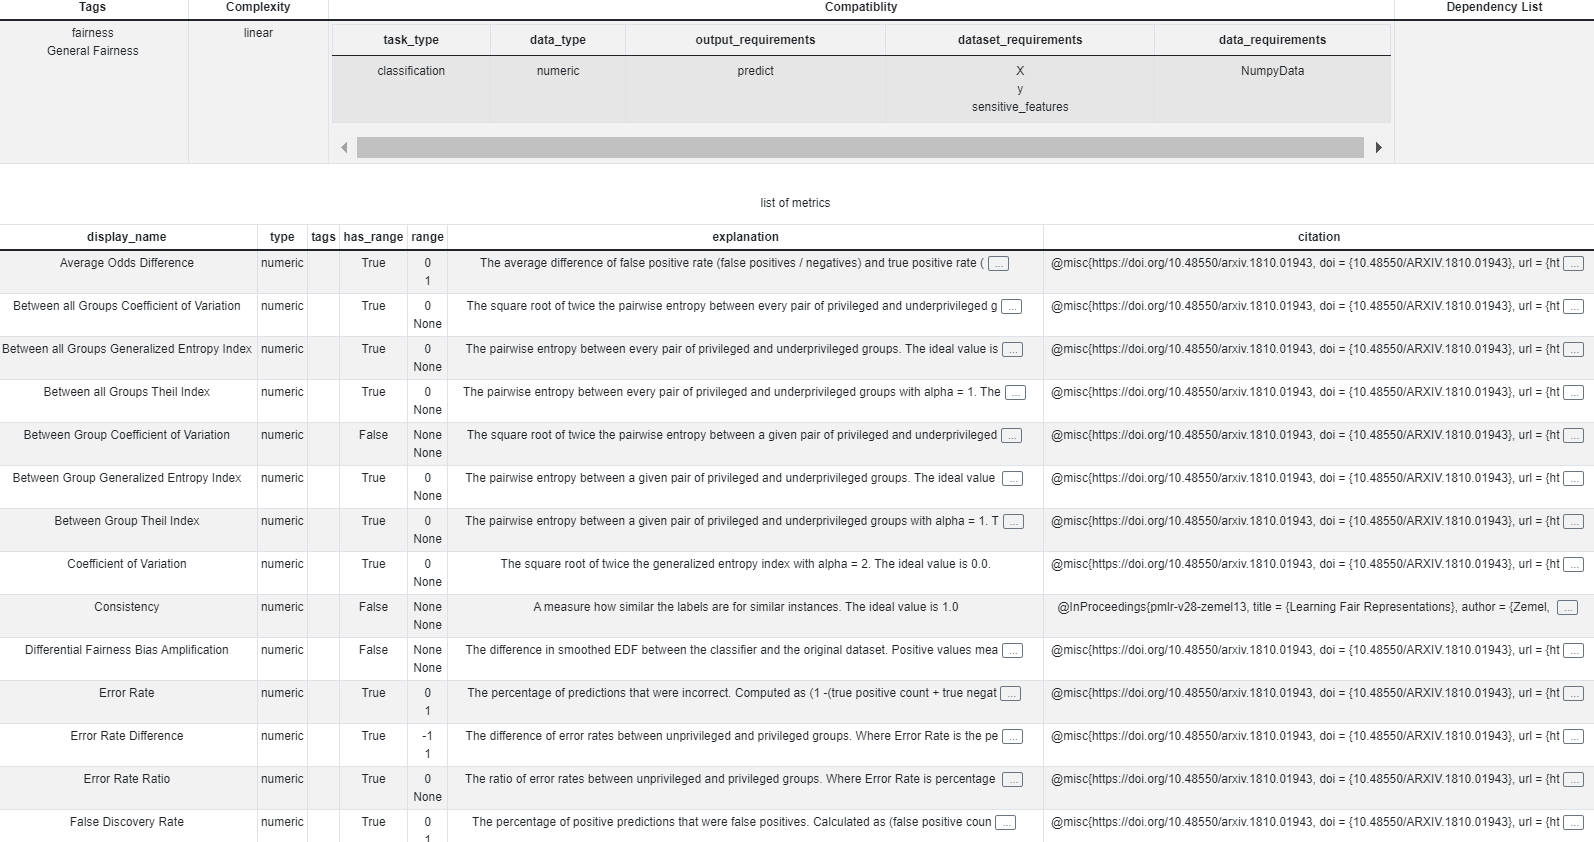 Tags Complexity Compatiblity Dependency List
fairness linear
General Fairness
task_type data_type output_requirements dataset_requirements data_requirements
classification numeric predict X NumpyData
y
sensitive_features
list of metrics
display_name type tags has_range range explanation citation
Average Odds Difference numeric True 0 The average difference of false positive rate (false positives / negatives) and true positive rate ( ... @misc{https://doi.org/10.48550/arxiv.1810.01943, doi = {10.48550/ARXIV.1810.01943}, url = {ht ...
1
Between all Groups Coefficient of Variation numeric True 0 The square root of twice the pairwise entropy between every pair of privileged and underprivileged g ... @misc{https://doi.org/10.48550/arxiv.1810.01943, doi = {10.48550/ARXIV.1810.01943}, url = {ht ...
None
Between all Groups Generalized Entropy Index numeric True 0 The pairwise entropy between every pair of privileged and underprivileged groups. The ideal value is ... @misc{https://doi.org/10.48550/arxiv.1810.01943, doi = {10.48550/ARXIV.1810.01943}, url = {ht ...
None
Between all Groups Theil Index numeric True 0 The pairwise entropy between every pair of privileged and underprivileged groups with alpha = 1. The ... @misc{https://doi.org/10.48550/arxiv.1810.01943, doi = {10.48550/ARXIV.1810.01943}, url = {ht ...
None
Between Group Coefficient of Variation numeric False None The square root of twice the pairwise entropy between a given pair of privileged and underprivileged ... @misc{https://doi.org/10.48550/arxiv.1810.01943, doi = {10.48550/ARXIV.1810.01943}, url = {ht ...
None
Between Group Generalized Entropy Index numeric True 0 The pairwise entropy between a given pair of privileged and underprivileged groups. The ideal value ... @misc{https://doi.org/10.48550/arxiv.1810.01943, doi = {10.48550/ARXIV.1810.01943}, url = {ht ...
None
Between Group Theil Index numeric True 0 The pairwise entropy between a given pair of privileged and underprivileged groups with alpha = 1. T ... @misc{https://doi.org/10.48550/arxiv.1810.01943, doi = {10.48550/ARXIV.1810.01943}, url = {ht ...
None
Coefficient of Variation numeric True 0 The square root of twice the generalized entropy index with alpha = 2. The ideal value is 0.0. @misc{https://doi.org/10.48550/arxiv.1810.01943, doi = {10.48550/ARXIV.1810.01943}, url = {ht ...
None
Consistency numeric False None A measure how similar the labels are for similar instances. The ideal value is 1.0 @InProceedings{pmlr-v28-zemel13, title = {Learning Fair Representations}, author = {Zemel, ...
None
Differential Fairness Bias Amplification numeric False None The difference in smoothed EDF between the classifier and the original dataset. Positive values mea ... @misc{https://doi.org/10.48550/arxiv.1810.01943, doi = {10.48550/ARXIV.1810.01943}, url = {ht ...
None
Error Rate numeric True 0 The percentage of predictions that were incorrect. Computed as (1 -(true positive count + true negat ... @misc{https://doi.org/10.48550/arxiv.1810.01943, doi = {10.48550/ARXIV.1810.01943}, url = {ht ...
1
Error Rate Difference numeric True -1 The difference of error rates between unprivileged and privileged groups. Where Error Rate is the pe ... @misc{https://doi.org/10.48550/arxiv.1810.01943, doi = {10.48550/ARXIV.1810.01943}, url = {ht ...
1
Error Rate Ratio numeric True 0 The ratio of error rates between unprivileged and privileged groups. Where Error Rate is percentage ... @misc{https://doi.org/10.48550/arxiv.1810.01943, doi = {10.48550/ARXIV.1810.01943}, url = {ht ...
None
False Discovery Rate numeric True 0 The percentage of positive predictions that were false positives. Calculated as (false positive coun ... @misc{https://doi.org/10.48550/arxiv.1810.01943, doi = {10.48550/ARXIV.1810.01943}, url = {ht ...
1